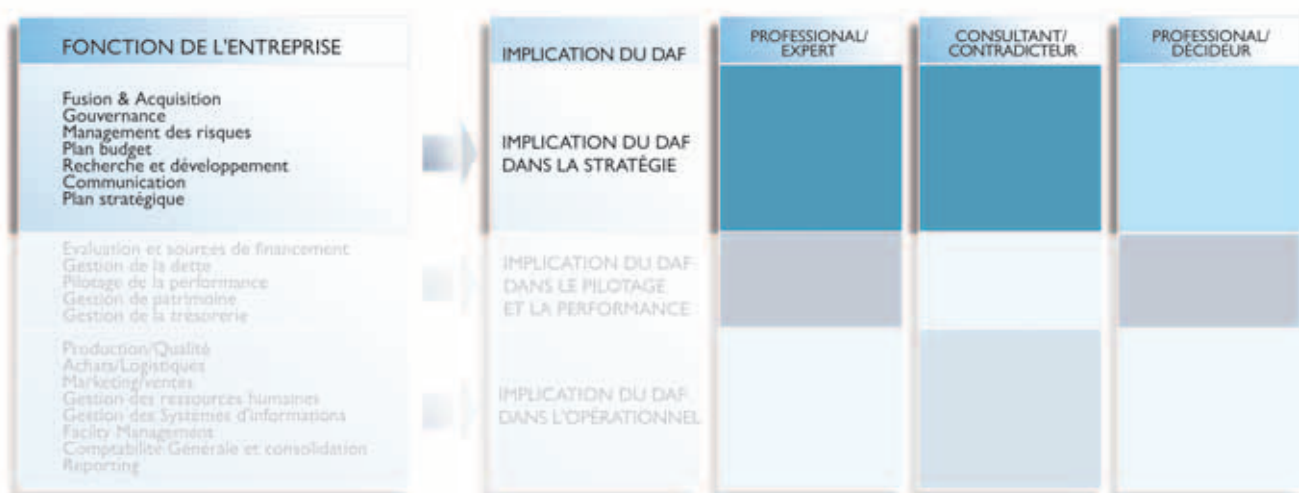 FONCTION DE L'ENTREPRISE
IMPLICATION DU DAF
PROFESSIONAL/
EXPERT
CONSULTANT/
CONTRADICTEUR
PROFESSIONAL/
DÉCIDEUR
Fusion & Acquisition
Gouvernance
Management des risques
Plan budget
Recherche et développement
Communication
Plan stratégique
IMPLICATION DU DAF
DANS LA STRATÉGIE
Evaluation et sources de financement
Gestion de la dette
Pilotage de la performance
Gestion de patrimoine
Gestion de la trésorerie
IMPLICATION DU DAF
DANS LE PILOTAGE
ET LA PERFORMANCE
Production/Qualité
Achats/Logistiques
Marketing/ventes
Gestion des ressources humaines
Gestion des Systèmes d'informations
Facilty Management
Comptabilité Générale et consolidation
Reporting
IMPLICATION DU DAF
DANS L'OPÉRATIONNEL